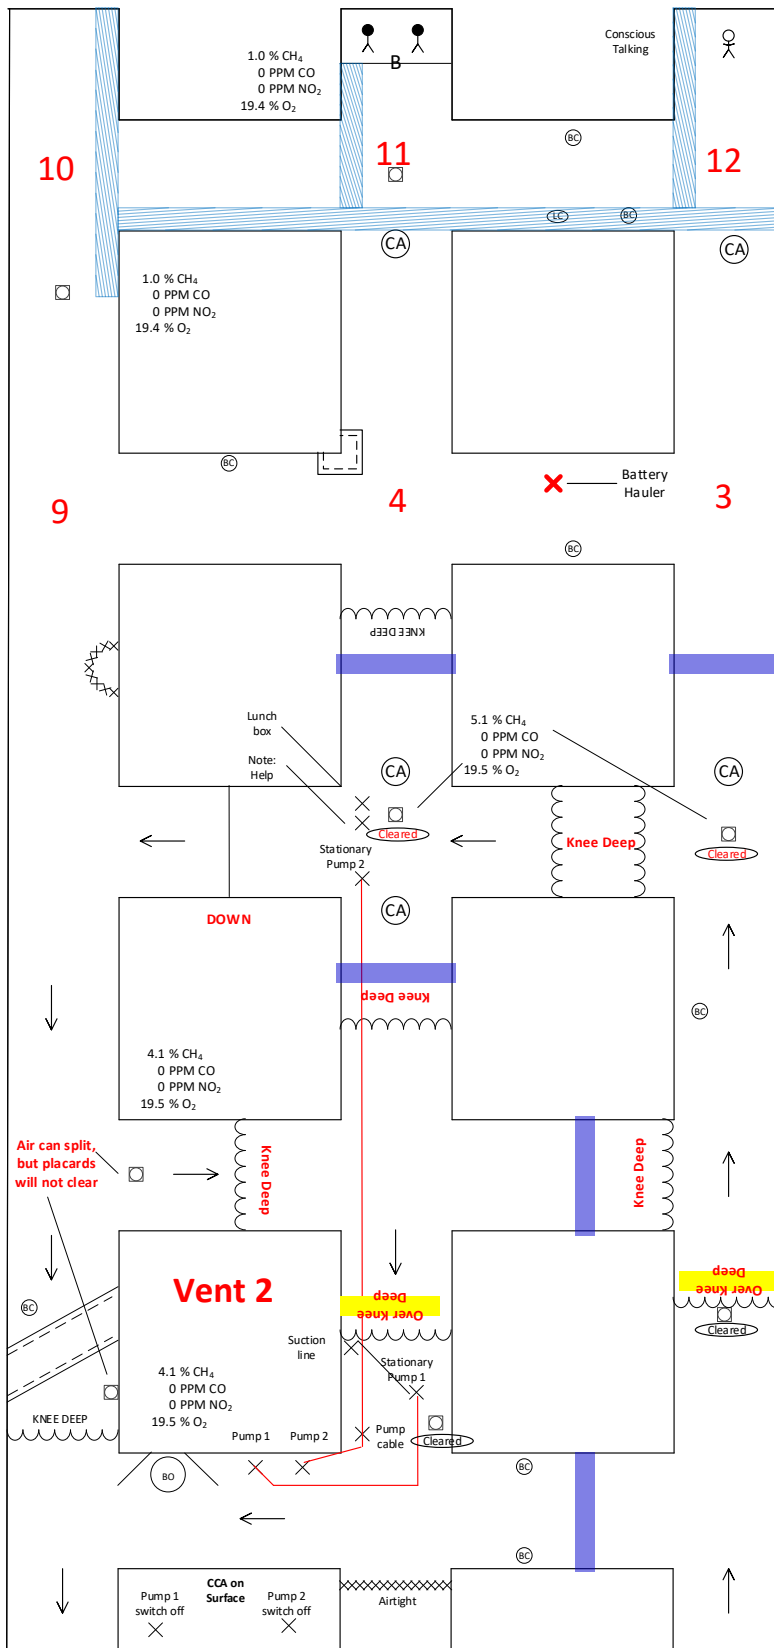 Conscious
Talking
1.0 % CH₄
0 PPM CO
0 PPM NO₂
19.4 % O₂
B
BC
10
11
12
LC
BC
CA
CA
1.0 % CH₄
0 PPM CO
0 PPM NO₂
19.4 % O₂
BC
Battery
Hauler
9
4
3
BC
KNEE DEEP
Lunch
box
5.1 % CH₄
0 PPM CO
0 PPM NO₂
19.5 % O₂
Note:
Help
CA
CA
Cleared
Knee Deep
Cleared
Stationary
Pump 2
DOWN
CA
Knee Deep
BC
4.1 % CH₄
0 PPM CO
0 PPM NO₂
19.5 % O₂
Air can split,
but placards
will not clear
Knee Deep
Knee Deep
Vent 2
Over Knee
Deep
Over Knee
Deep
BC
Cleared
Suction
line
Stationary
Pump 1
4.1 % CH₄
0 PPM CO
0 PPM NO₂
19.5 % O₂
KNEE DEEP
Pump 1
Pump 2
Pump
cable
Cleared
BO
BC
BC
CCA on
Surface
Pump 1
switch off
Pump 2
switch off
Airtight